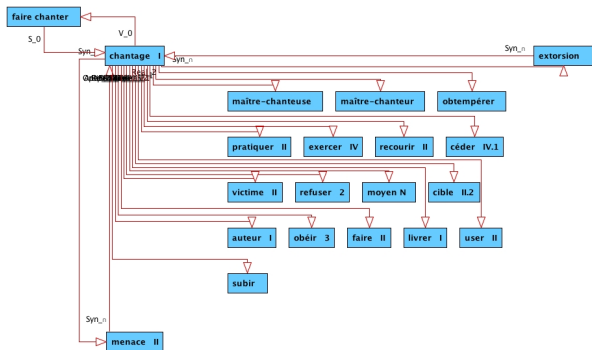 faire chanter
V_0
S_0
Syn_
chantage I
Syn_n
Syn_n
extorsion
maître-chanteuse
maître-chanteur
obtempérer
pratiquer II
exercer IV
recourir II
céder IV.1
victime II
refuser 2
moyen N
cible II.2
auteur I
obéir 3
faire II
livrer I
user II
subir
Syn_n
menace II